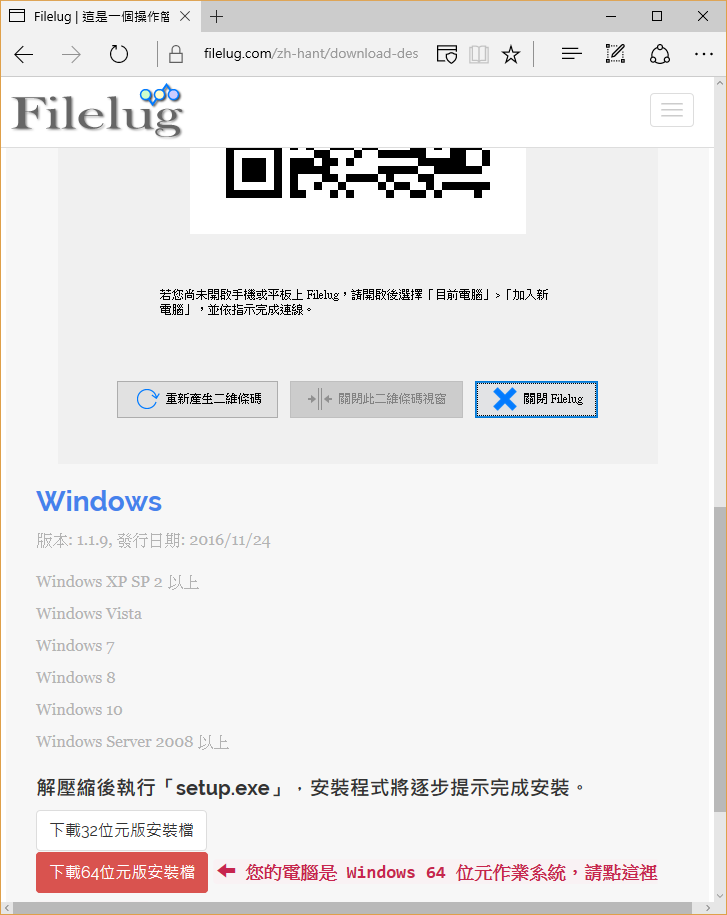 Filelug | 這是一個操作簡
filelug.com/zh-hant/download-des
Filelug
若您尚未開啟手機或平板上 Filelug，請開啟後選擇「目前電腦」>「加入新
電腦」，並依指示完成連線。
重新產生二維條碼
關閉此二維條碼視窗
關閉 Filelug
Windows
版本: 1.1.9, 發行日期: 2016/11/24
Windows XP SP 2 以上
Windows Vista
Windows 7
Windows 8
Windows 10
Windows Server 2008 以上
解壓縮後執行「setup.exe」，安裝程式將逐步提示完成安裝。
下載32位元版安裝檔
下載64位元版安裝檔 您的電腦是 Windows 64 位元作業系統，請點這裡